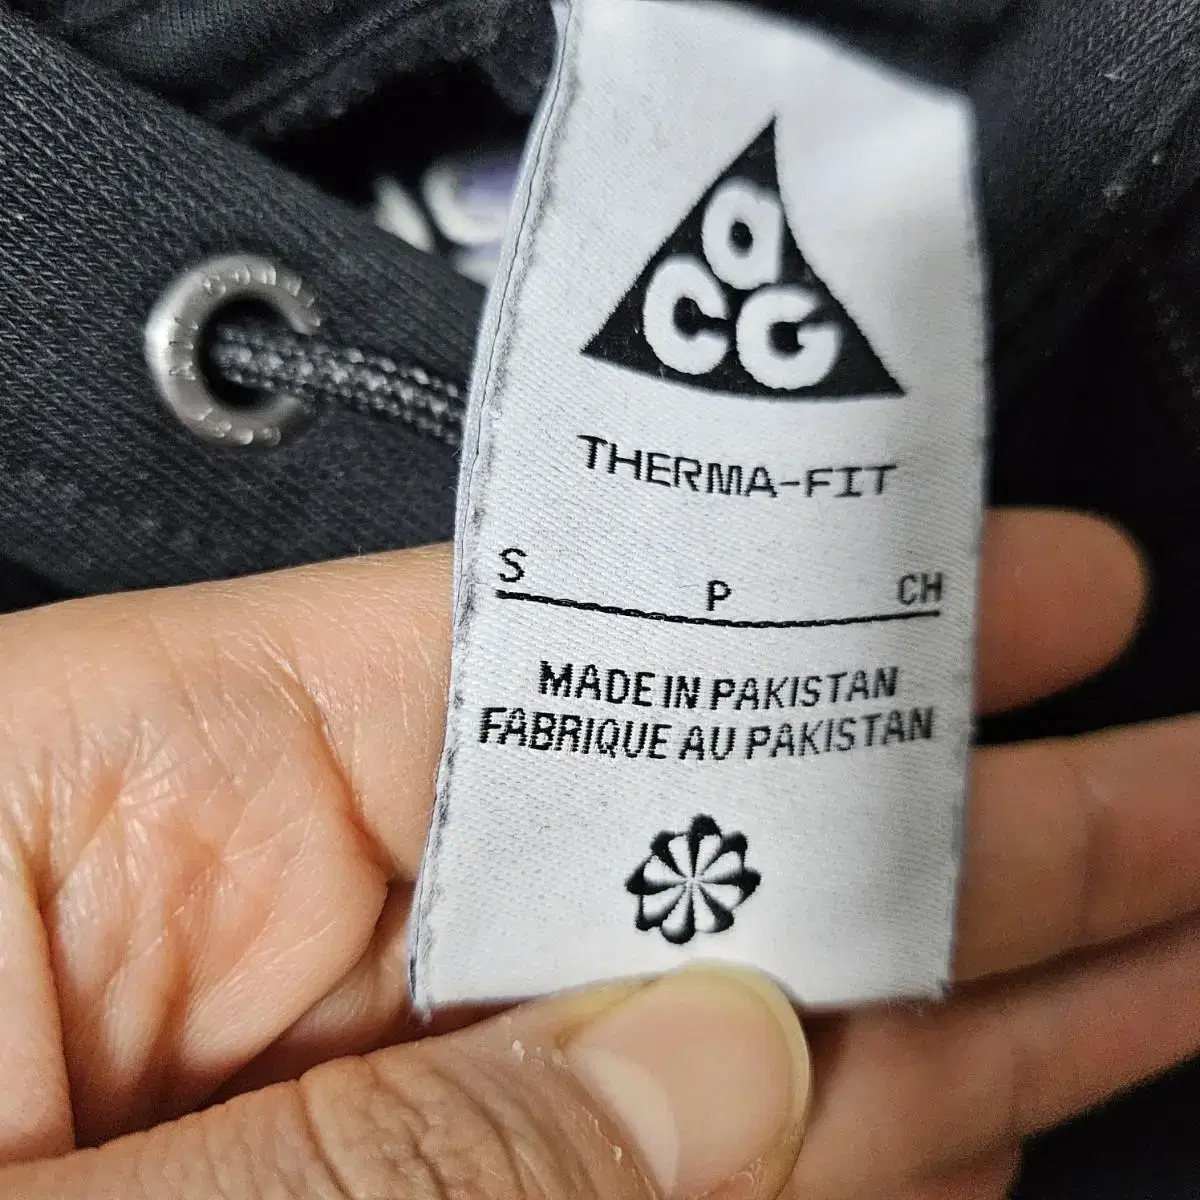 aCG
THERMA-FIT
S P CH
MADE IN PAKISTAN
FABRIQUE AU PAKISTAN